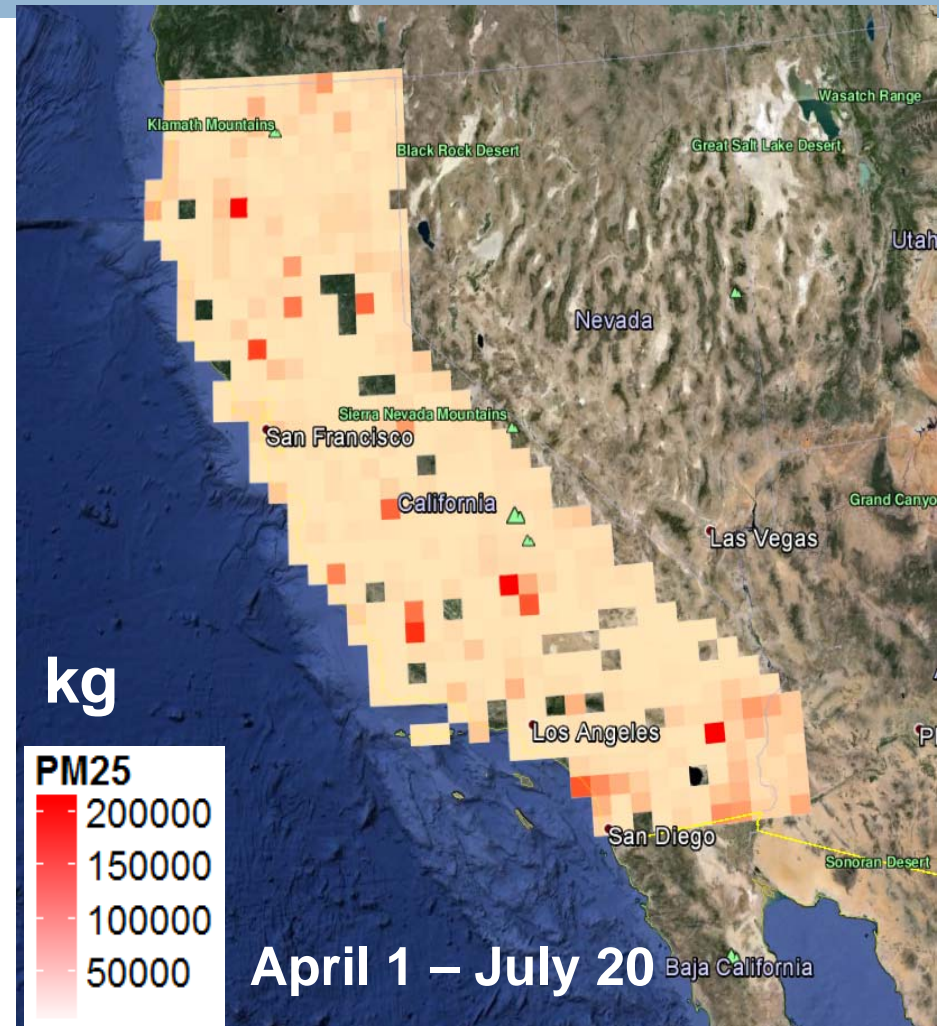 Wasatch Range
Klamath Mountains
Great Salt Lake Desert
Black Rock Desert
Utah
Nevada
Sierra Nevada Mountains
San Francisco
California
Grand Canyo
Las Vegas
kg
Los Angeles
PM25
200000
150000
100000
50000
San Diego
Sonoran Desert
April 1 – July 20
Baja California